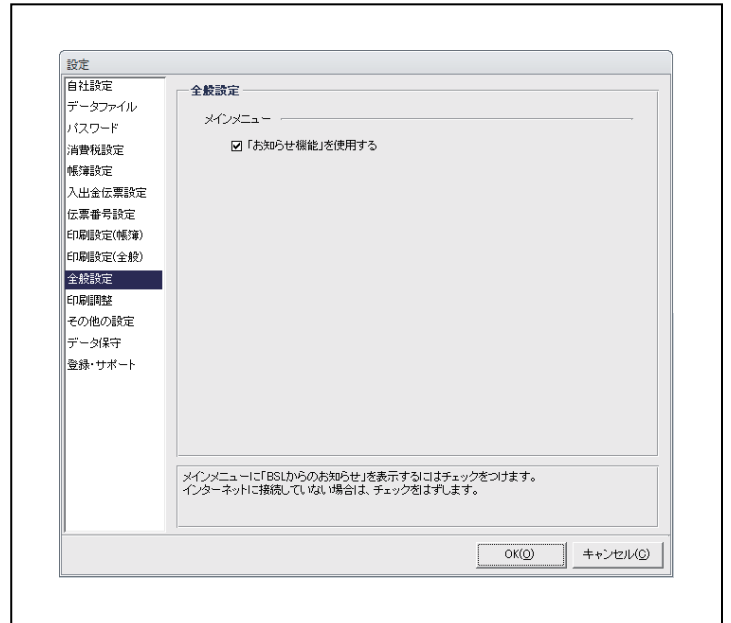 設定
自社設定
データファイル
パスワード
消費税設定
帳簿設定
入出金伝票設定
伝票番号設定
印刷設定(帳簿)
印刷設定(全般)
全般設定
印刷調整
その他の設定
データ保守
登録・サポート
全般設定
メインメニュー
「お知らせ機能」を使用する
メインメニューに「BSLからのお知らせ」を表示するにはチェックをつけます。
インターネットに接続していない場合は、チェックをはずします。
OK(O)
キャンセル(C)